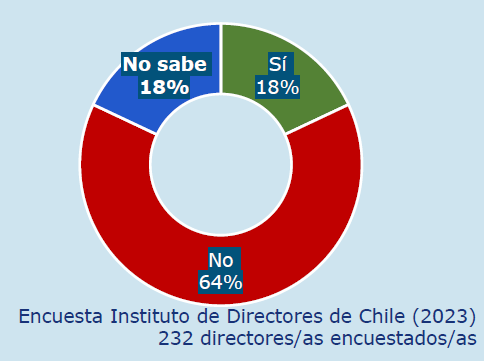 No sabe
18%
Sí
18%
No
64%
Encuesta Instituto de Directores de Chile (2023)
232 directores/as encuestados/as